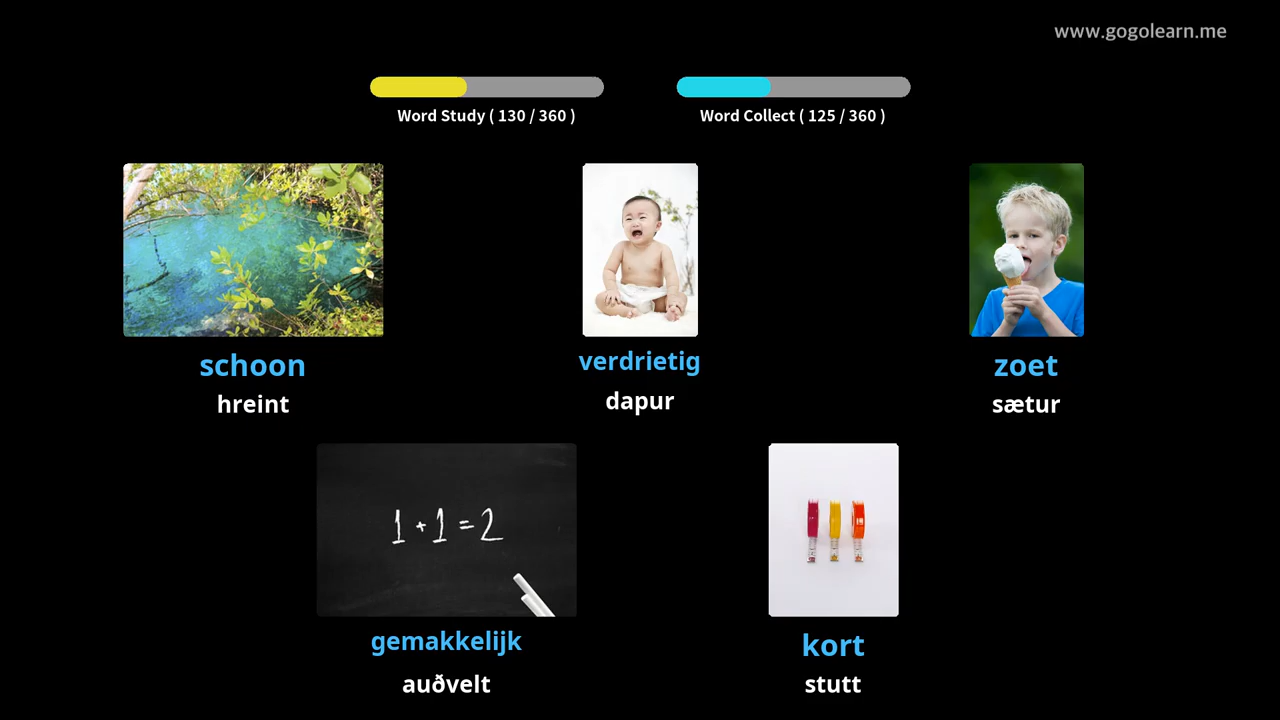 www.gogolearn.me
Word Study ( 130 / 360 )
Word Collect ( 125 / 360 )
schoon
hreint
verdrietig
dapur
zoet
sætur
1 + 1 = 2
gemakkelijk
auðvelt
kort
stutt